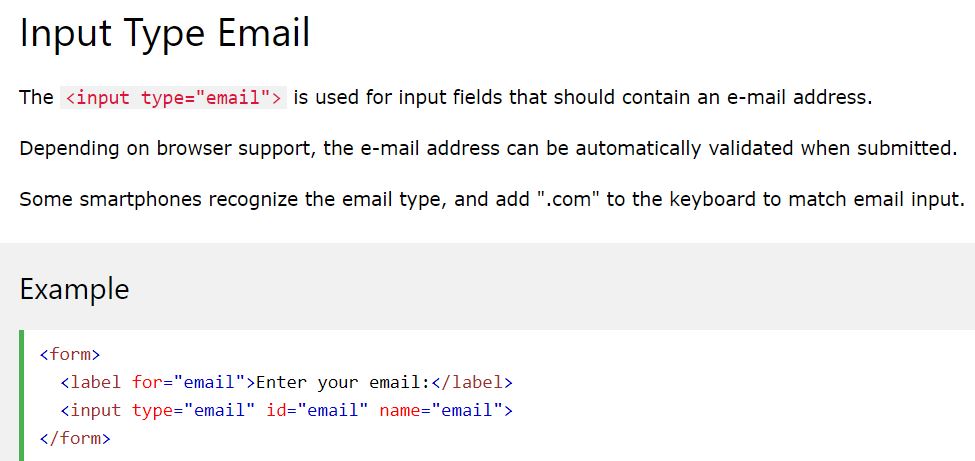 Input Type Email
The <input type="email"> is used for input fields that should contain an e-mail address.
Depending on browser support, the e-mail address can be automatically validated when submitted.
Some smartphones recognize the email type, and add ".com" to the keyboard to match email input.
Example
<form>
  <label for="email">Enter your email:</label>
  <input type="email" id="email" name="email">
</form>